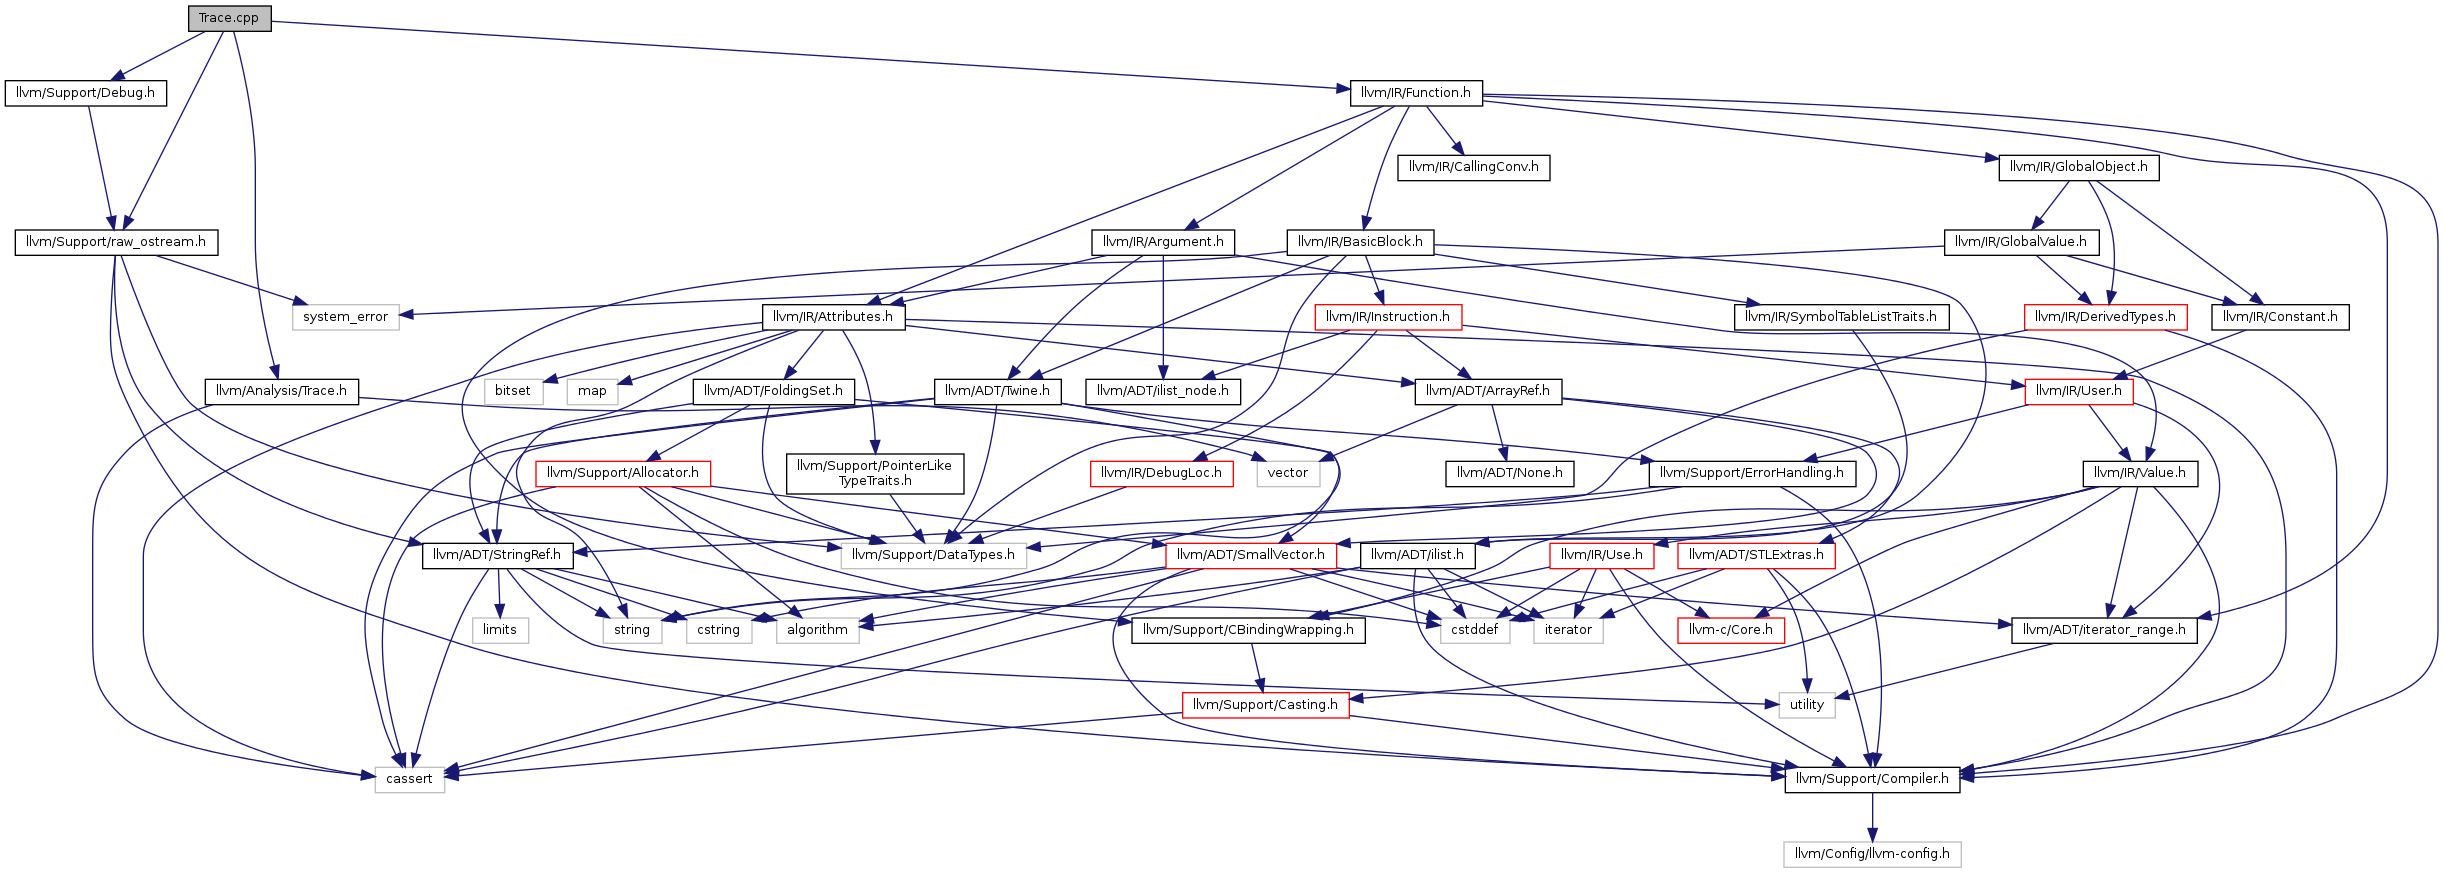 Trace.cpp
llvm/Support/Debug.h
llvm/IR/Function.h
llvm/IR/CallingConv.h
llvm/IR/GlobalObject.h
llvm/Support/raw_ostream.h
llvm/IR/Argument.h
llvm/IR/BasicBlock.h
llvm/IR/GlobalValue.h
system_error
llvm/IR/Attributes.h
llvm/IR/Instruction.h
llvm/IR/SymbolTableListTraits.h
llvm/IR/DerivedTypes.h
llvm/IR/Constant.h
llvm/Analysis/Trace.h
bitset
map
llvm/ADT/FoldingSet.h
llvm/ADT/Twine.h
llvm/ADT/ilist_node.h
llvm/ADT/ArrayRef.h
llvm/IR/User.h
llvm/Support/Allocator.h
llvm/Support/PointerLike
TypeTraits.h
llvm/IR/DebugLoc.h
vector
llvm/ADT/None.h
llvm/Support/ErrorHandling.h
llvm/IR/Value.h
llvm/ADT/StringRef.h
llvm/Support/DataTypes.h
llvm/ADT/SmallVector.h
llvm/ADT/ilist.h
llvm/IR/Use.h
llvm/ADT/STLExtras.h
limits
string
cstring
algorithm
llvm/Support/CBindingWrapping.h
cstddef
iterator
llvm-c/Core.h
llvm/ADT/iterator_range.h
llvm/Support/Casting.h
utility
cassert
llvm/Support/Compiler.h
llvm/Config/llvm-config.h